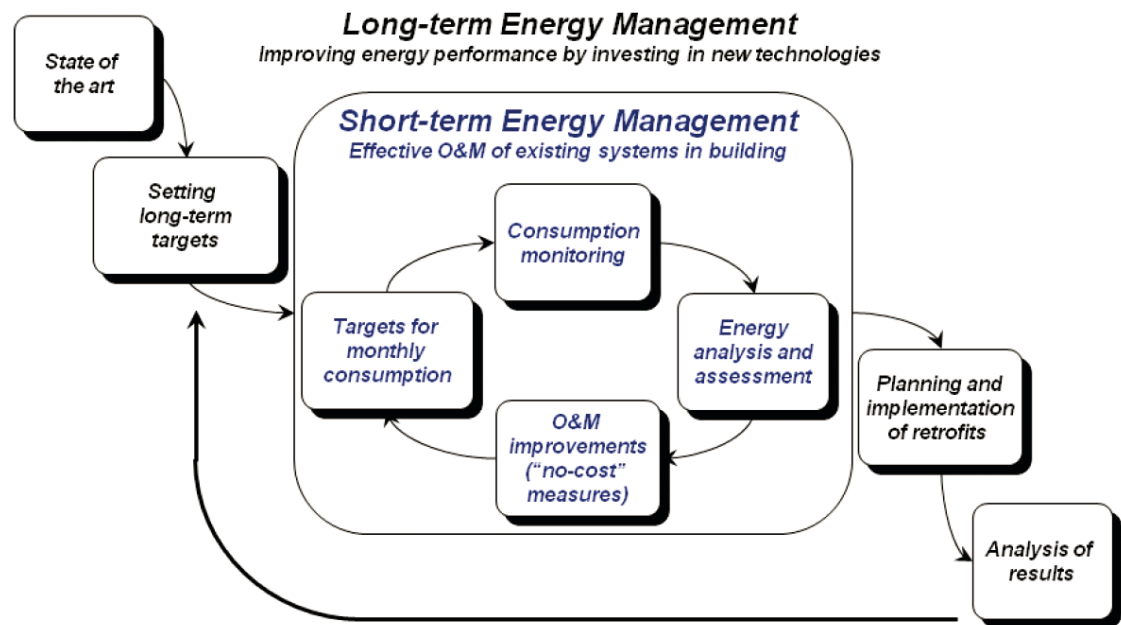 Long-term Energy Management
Improving energy performance by investing in new technologies
State of
the art
Setting
long-term
targets
Short-term Energy Management
Effective O&M of existing systems in building
Consumption
monitoring
Targets for
monthly
consumption
Energy
analysis and
assessment
O&M
improvements
(“no-cost”
measures)
Planning and
implementation
of retrofits
Analysis of
results